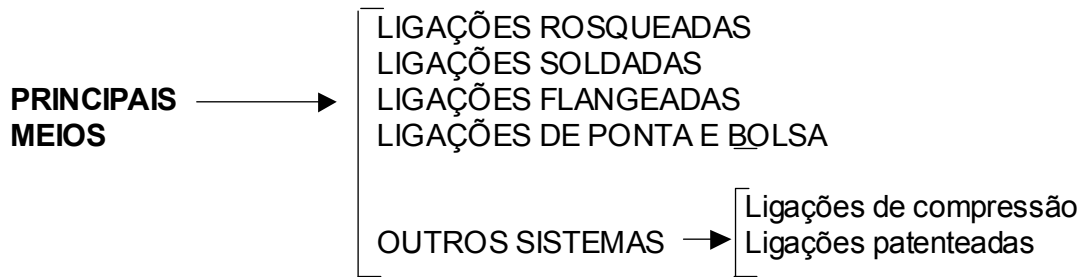 LIGAÇÕES ROSQUEADAS
LIGAÇÕES SOLDADAS
PRINCIPAIS
MEIOS
LIGAÇÕES FLANGEADAS
LIGAÇÕES DE PONTA E BOLSA
OUTROS SISTEMAS
Ligações de compressão
Ligações patenteadas